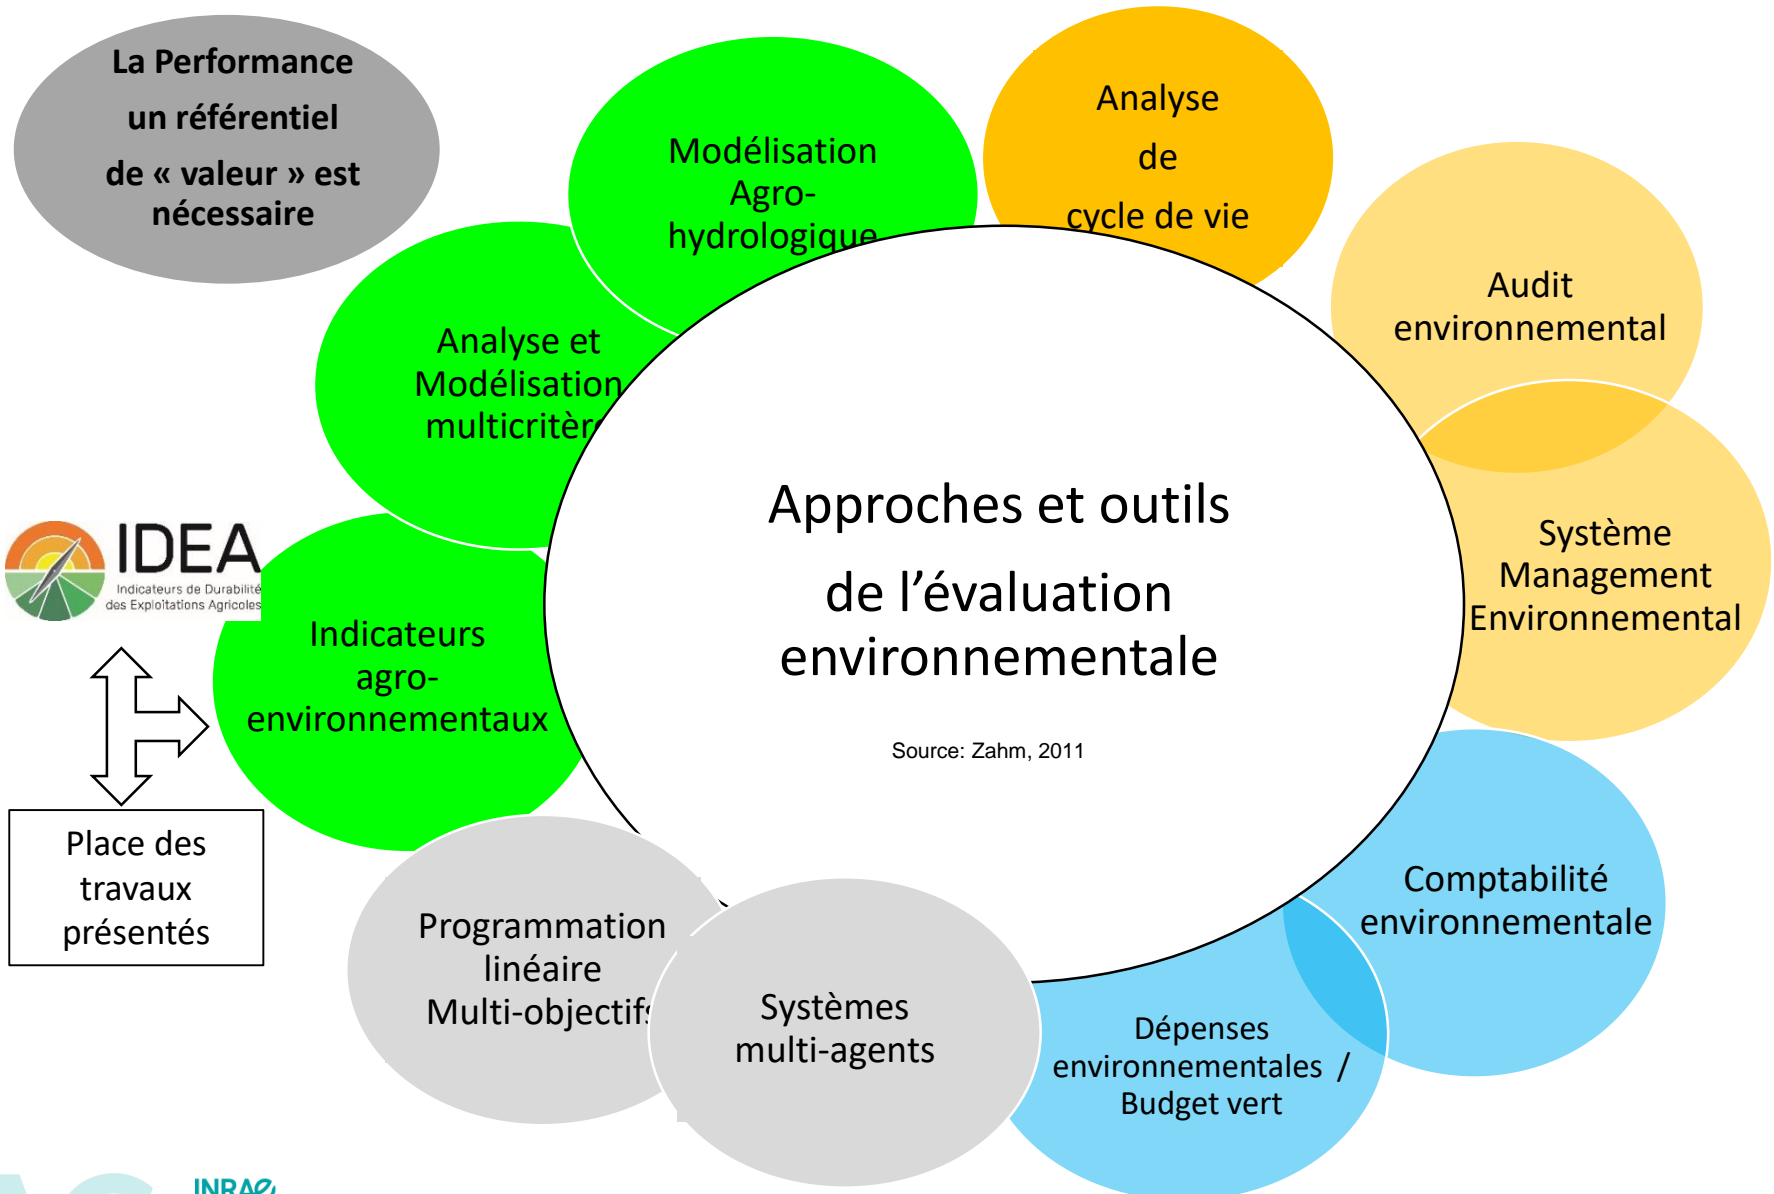 La Performance
un référentiel
de « valeur » est
nécessaire
Modélisation
Agro-
hydrologique
Analyse
de
cycle de vie
Audit
environnemental
Analyse et
Modélisation
multicritère
Système
Management
Environnemental
Approches et outils
de l’évaluation
environnementale
Source: Zahm, 2011
IDEA
Indicateurs de Durabilité
des Exploitations Agricoles
Indicateurs
agro-
environnementaux
Place des
travaux
présentés
Comptabilité
environnementale
Programmation
linéaire
Multi-objectifs
Systèmes
multi-agents
Dépenses
environnementales /
Budget vert
INRAE